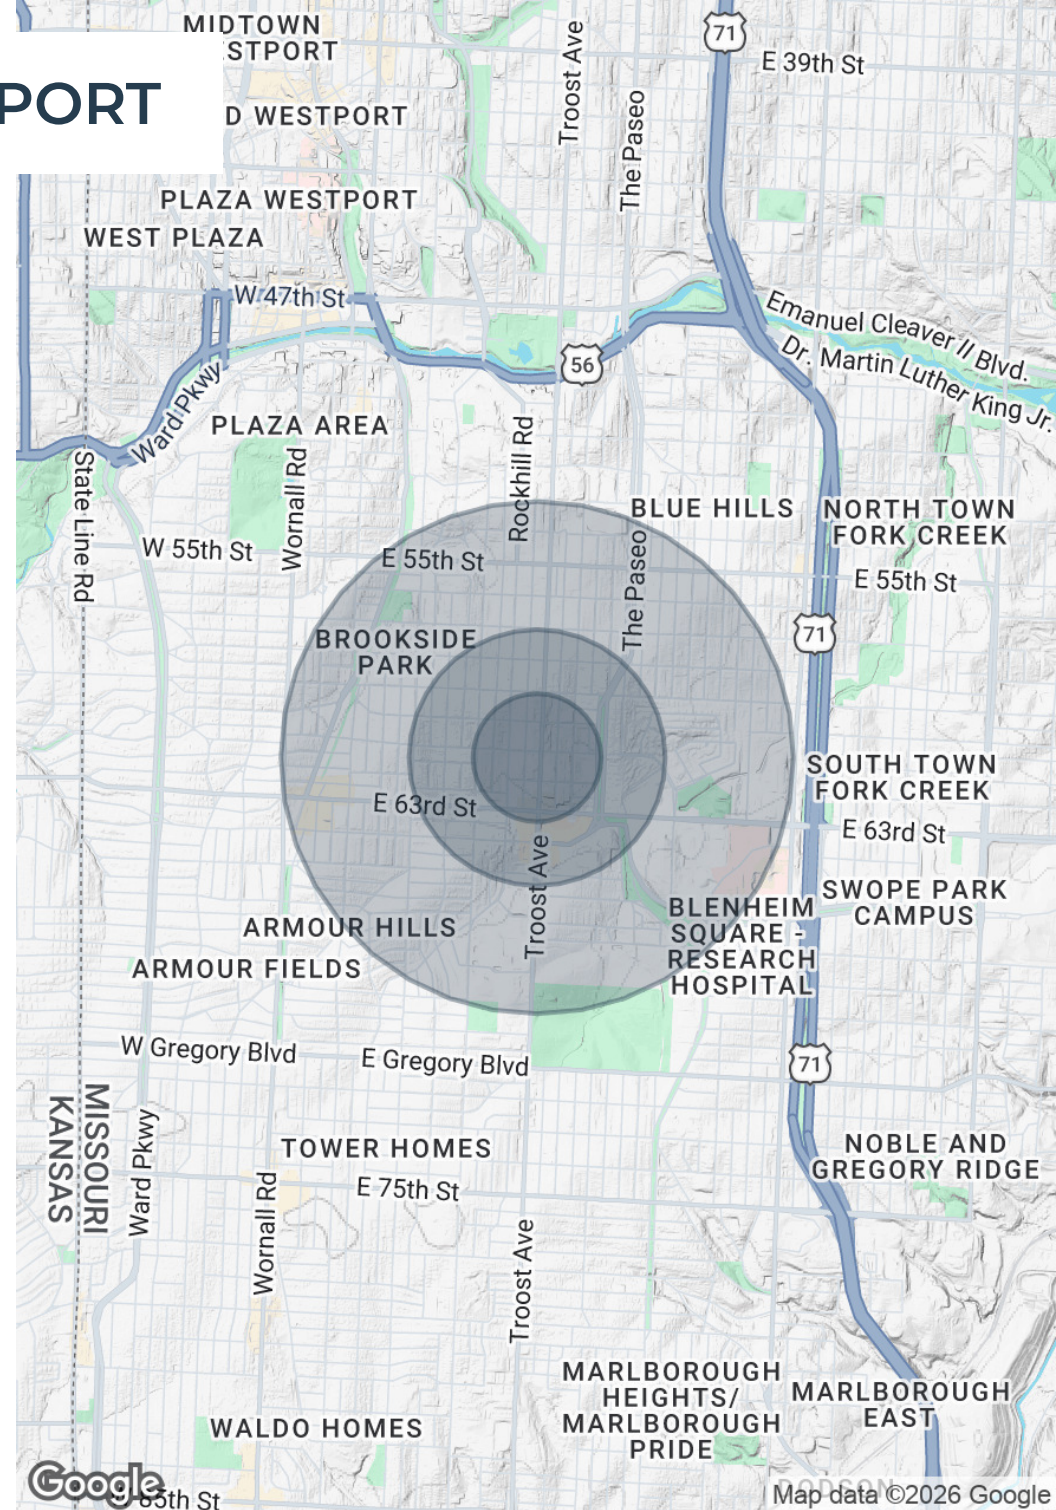 MIDTOWN
STPORT
PORT
D WESTPORT
Troost Ave
The Paseo
71
E 39th St
PLAZA WESTPORT
WEST PLAZA
W 47th St
Emanuel Cleaver II Blvd.
Dr. Martin Luther King Jr.
56
Ward Pkwy
PLAZA AREA
State Line Rd
Wornall Rd
Rockhill Rd
BLUE HILLS
NORTH TOWN
FORK CREEK
W 55th St
E 55th St
The Paseo
E 55th St
71
BROOKSIDE
PARK
SOUTH TOWN
FORK CREEK
E 63rd St
E 63rd St
Troost Ave
SWOPE PARK
CAMPUS
BLENHEIM
SQUARE -
RESEARCH
HOSPITAL
ARMOUR HILLS
ARMOUR FIELDS
W Gregory Blvd
E Gregory Blvd
71
MISSOURI
KANSAS
Ward Pkwy
TOWER HOMES
NOBLE AND
GREGORY RIDGE
E 75th St
Wornall Rd
Troost Ave
MARLBOROUGH
HEIGHTS/
MARLBOROUGH
PRIDE
MARLBOROUGH
EAST
WALDO HOMES
Google
85th St
Map data ©2026 Google